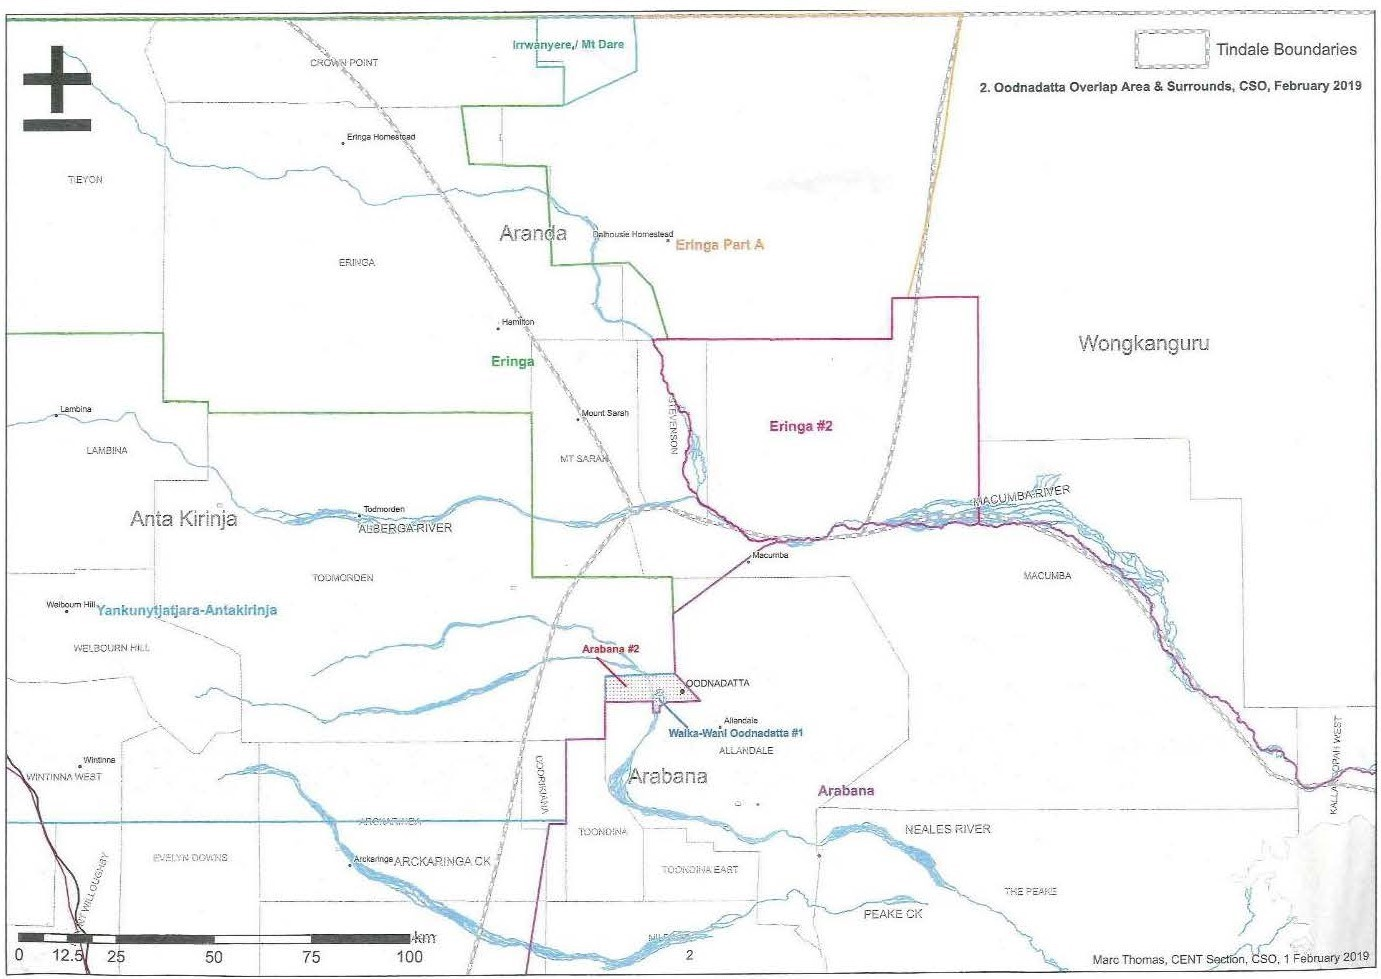 Irrwanyere / Mt Dare
CROWN POINT
Tindale Boundaries
2. Oodnadatta Overlap Area & Surrounds, CSO, February 2019
Eringa Homestead
TIEYON
Aranda
Dalhousie Homestead
Eringa Part A
ERINGA
Hamilton
Wongkanguru
Eringa
Lambina
Mount Sarah
STEVENSON
Eringa #2
LAMBINA
MT SARAH
MACUMBA RIVER
Todmorden
Anta Kirinja
ALBERGA RIVER
Macumba
TODMORDEN
MACUMBA
Welbourn Hill
Yankunytjatjara-Antakirinja
WELBOURN HILL
Arabana #2
OODNADATTA
Allandale
Walka-Wani Oodnadatta #1
ALLANDALE
Wintinna
WINTINNA WEST
Arabana
Arabana
ARCKARINGA
TOONDINA
NEALES RIVER
EVELYN DOWNS
Arckaringa
ARCKARINGA CK
TOONDINA EAST
THE PEAKE
MT WILLOUGHBY
PEAKE CK
km
0 12.5 25 50 75 100
2
Marc Thomas, CENT Section, CSO, 1 February 2019